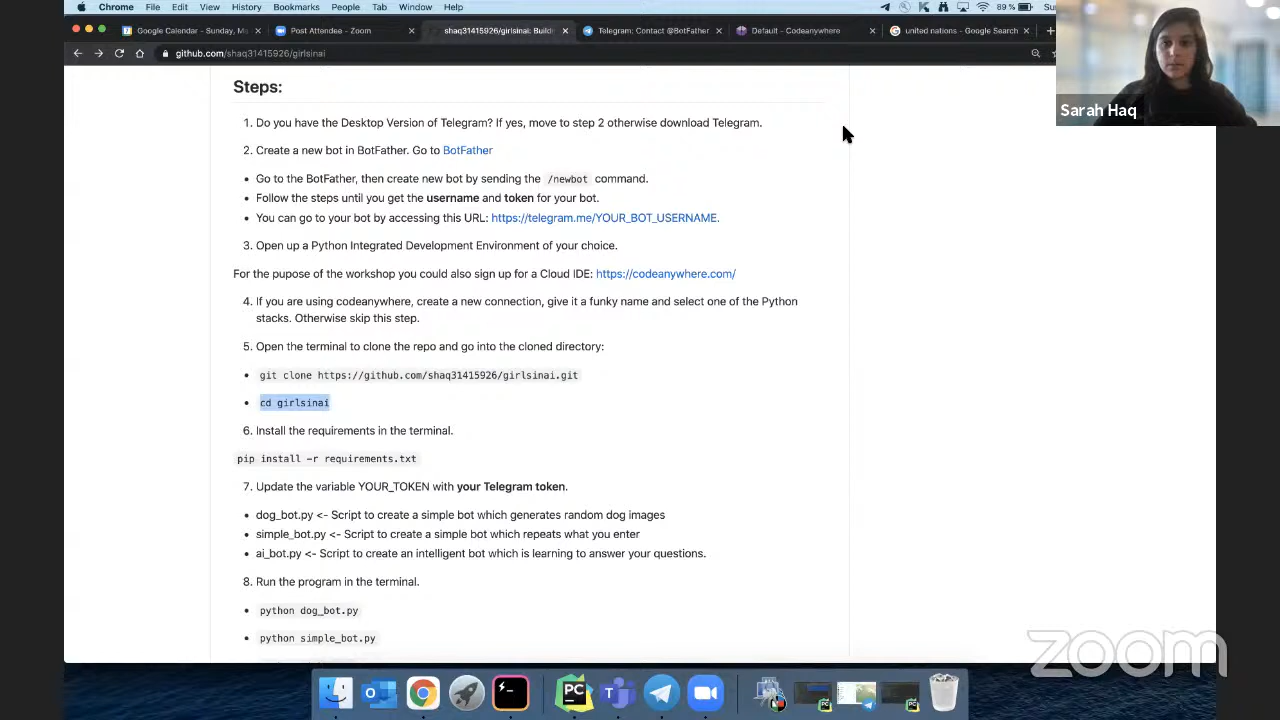 Chrome File Edit View History Bookmarks People Tab Window Help 89 %
Google Calendar - Sunday, Ma
Post Attendee - Zoom
shaq31415926/girlsinai: Buildi
Telegram: Contact @BotFather
Default - Codeanywhere
united nations - Google Search
github.com/shaq31415926/girlsinai
Sarah Haq
Steps:
1. Do you have the Desktop Version of Telegram? If yes, move to step 2 otherwise download Telegram.
2. Create a new bot in BotFather. Go to BotFather
• Go to the BotFather, then create new bot by sending the /newbot command.
• Follow the steps until you get the username and token for your bot.
• You can go to your bot by accessing this URL: https://telegram.me/YOUR_BOT_USERNAME.
3. Open up a Python Integrated Development Environment of your choice.
For the pupose of the workshop you could also sign up for a Cloud IDE: https://codeanywhere.com/
4. If you are using codeanywhere, create a new connection, give it a funky name and select one of the Python
stacks. Otherwise skip this step.
5. Open the terminal to clone the repo and go into the cloned directory:
• git clone https://github.com/shaq31415926/girlsinai.git
• cd girlsinai
6. Install the requirements in the terminal.
pip install -r requirements.txt
7. Update the variable YOUR_TOKEN with your Telegram token.
• dog_bot.py <- Script to create a simple bot which generates random dog images
• simple_bot.py <- Script to create a simple bot which repeats what you enter
• ai_bot.py <- Script to create an intelligent bot which is learning to answer your questions.
8. Run the program in the terminal.
• python dog_bot.py
• python simple_bot.py
zoom